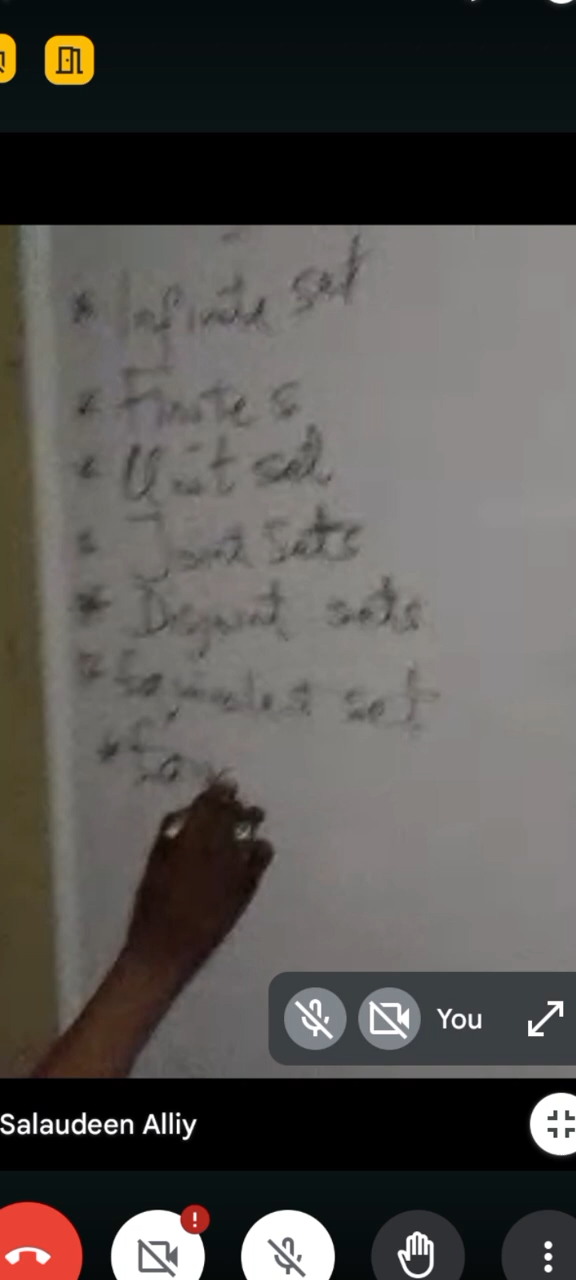 * Infinite set
* Finite S
* Unit set
* Joint Sets
* Disjoint sets
* Equivalent set
*
You
Salaudeen Alliy